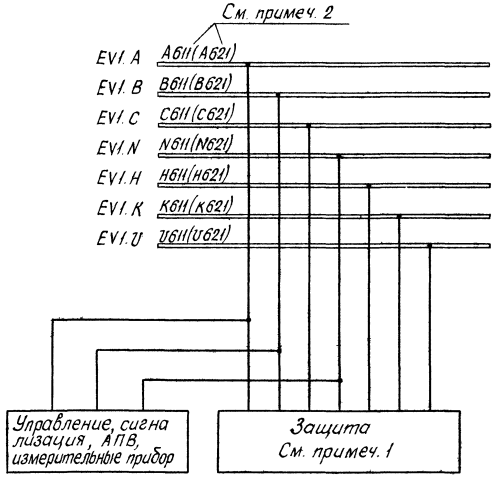 См. примеч. 2
EV1. A A611(A621)
EV1. B B611(B621)
EV1. C C611(C621)
EV1. N N611(N621)
EV1. H H611(H621)
EV1. K K611(K621)
EV1. U U611(U621)
Управление, сигна
лизация, АПВ,
измерительные прибор
Защита
См. примеч. 1